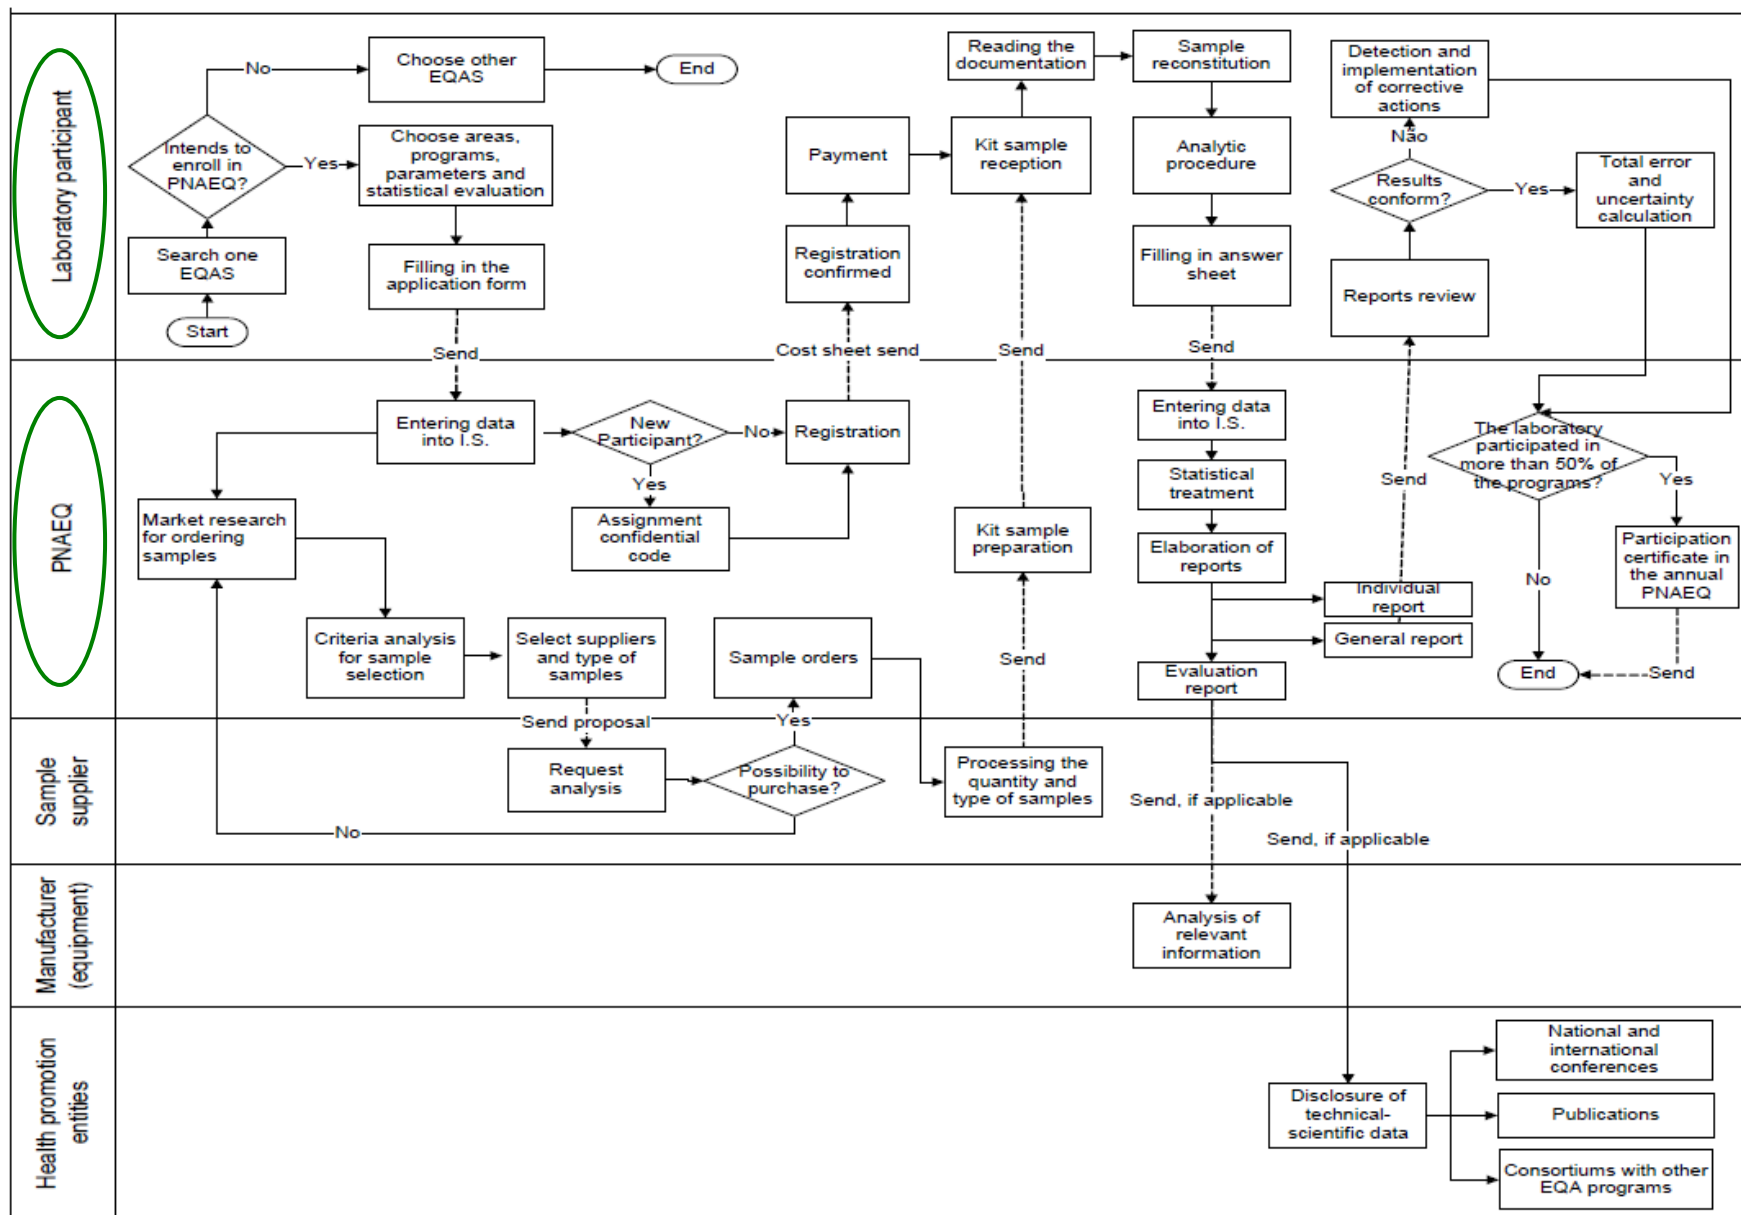 Laboratory participant
No
Choose other
EQAS
End
Intends to
enroll in
PNAEQ?
Yes
Choose areas,
programs,
parameters and
statistical evaluation
Search one
EQAS
Filling in the
application form
Start
Send
Payment
Registration
confirmed
Cost sheet send
Reading the
documentation
Kit sample
reception
Send
Sample
reconstitution
Analytic
procedure
Filling in answer
sheet
Send
Detection and
implementation
of corrective
actions
Não
Results
conform?
Yes
Total error
and
uncertainty
calculation
Reports review
PNAEQ
Entering data
into I.S.
New
Participant?
No
Registration
Yes
Assignment
confidential
code
Market research
for ordering
samples
Criteria analysis
for sample
selection
Select suppliers
and type of
samples
Sample orders
Send proposal
Yes
Kit sample
preparation
Send
Entering data
into I.S.
Statistical
treatment
Elaboration of
reports
Individual
report
General report
Evaluation
report
Send
The laboratory
participated in
more than 50% of
the programs?
Yes
No
Participation
certificate in
the annual
PNAEQ
Send
End
Sample
supplier
Request
analysis
Possibility to
purchase?
No
Processing the
quantity and
type of samples
Send, if applicable
Send, if applicable
Manufacturer
(equipment)
Analysis of
relevant
information
Health promotion
entities
Disclosure of
technical-
scientific data
National and
international
conferences
Publications
Consortiums with other
EQA programs